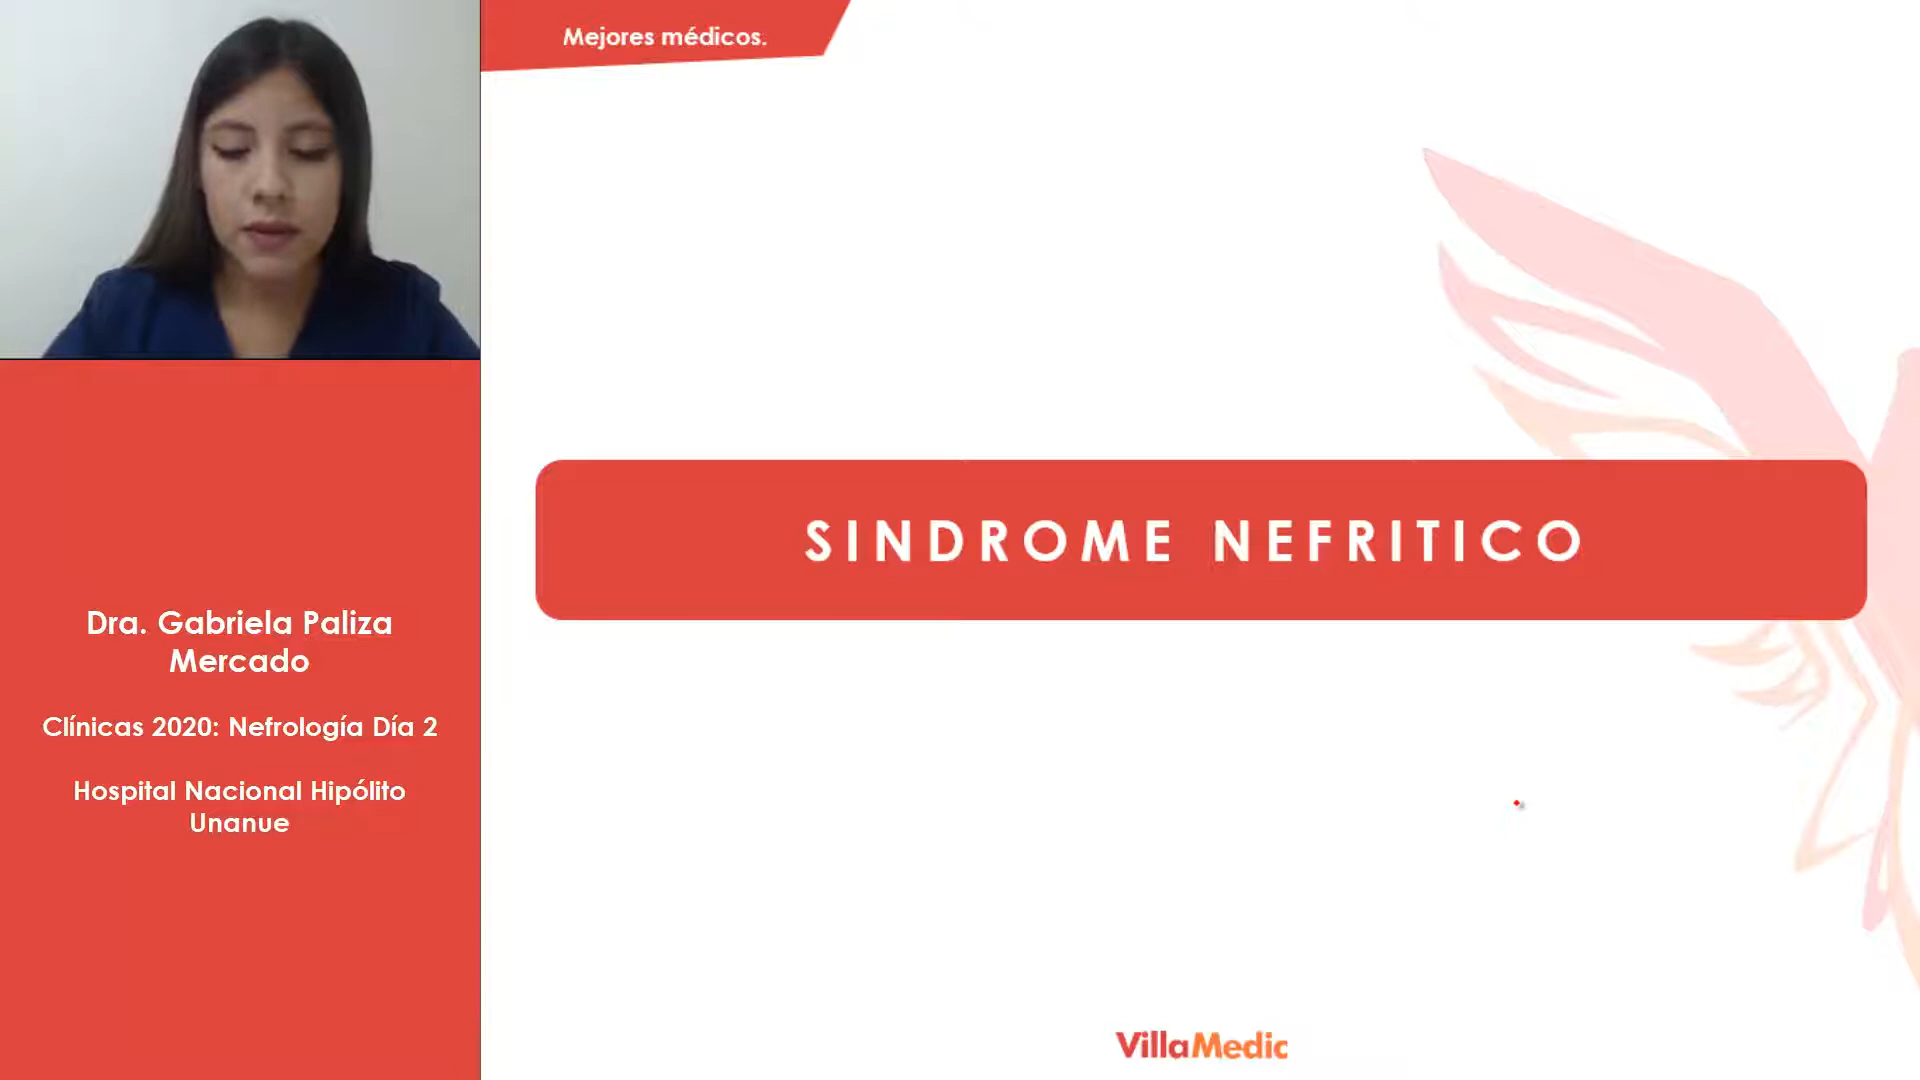 Mejores médicos.
SINDROME NEFRITICO
Dra. Gabriela Paliza
Mercado
Clínicas 2020: Nefrología Día 2
Hospital Nacional Hipólito
Unanue
VillaMedic